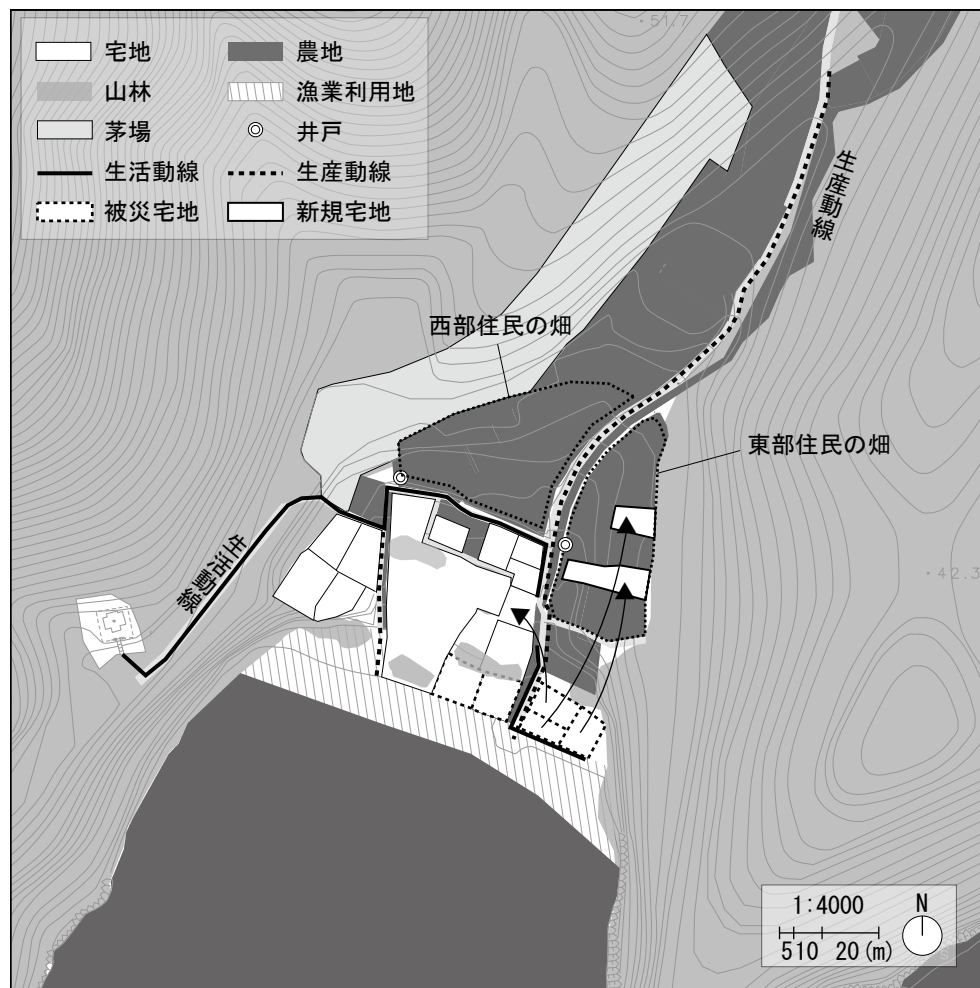 宅地
農地
山林
漁業利用地
茅場
井戸
生活動線
生産動線
被災宅地
新規宅地
51.7
生産動線
西部住民の畑
東部住民の畑
生活動線
42.3
1:4000
N
510 20(m)